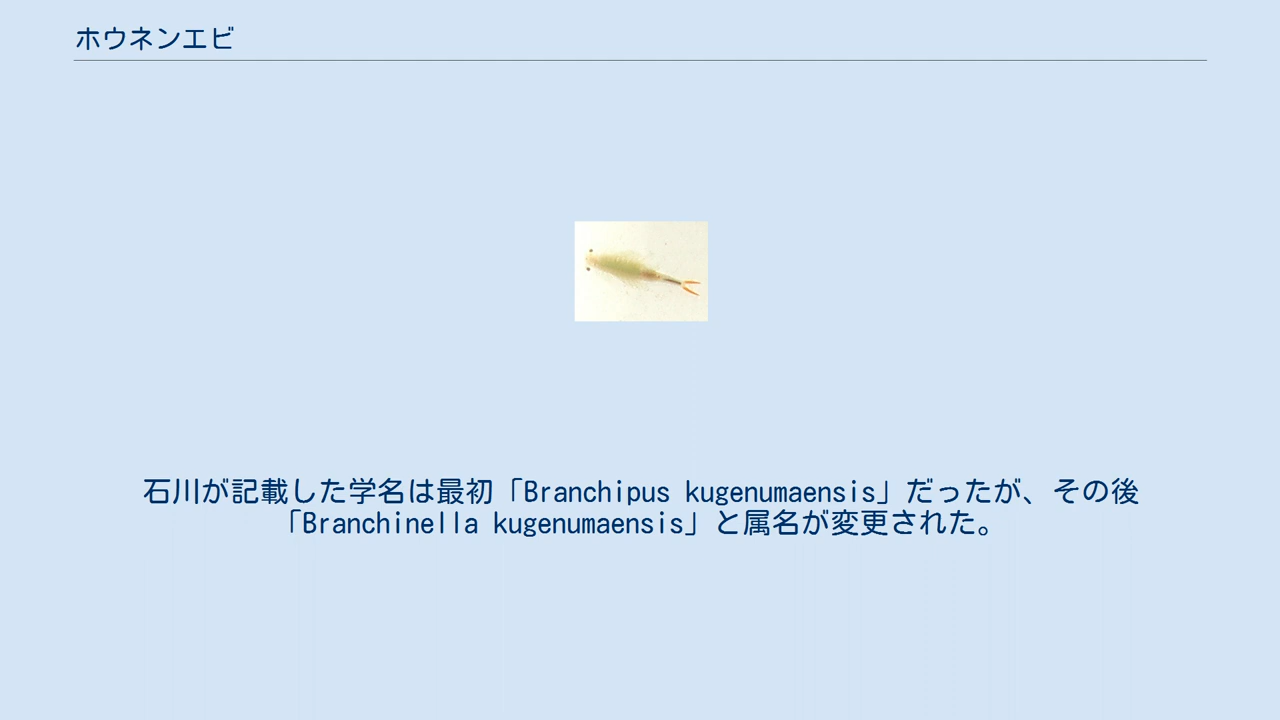 ホウネンエビ
石川が記載した学名は最初「Branchipus kugenumaensis」だったが、その後
「Branchinella kugenumaensis」と属名が変更された。